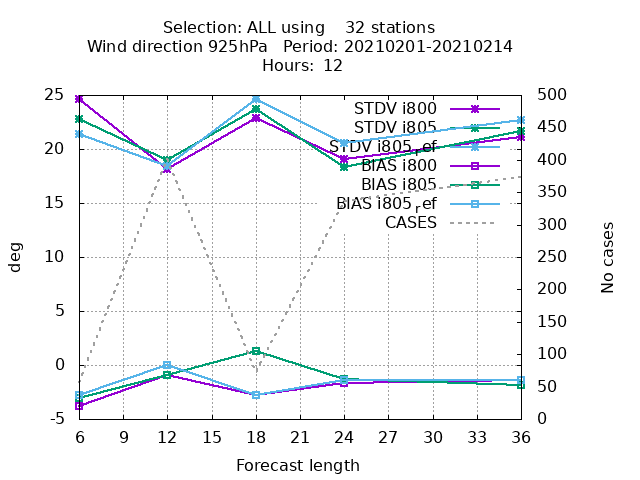 Selection: ALL using    32 stations
Wind direction 925hPa   Period: 20210201-20210214
Hours: 12
STDV i800
STDV i805
STDV i805_ref
BIAS i800
BIAS i805
BIAS i805_ref
CASES
25
20
15
10
5
0
-5
deg
500
450
400
350
300
250
200
150
100
50
0
No cases
6 9 12 15 18 21 24 27 30 33 36
Forecast length